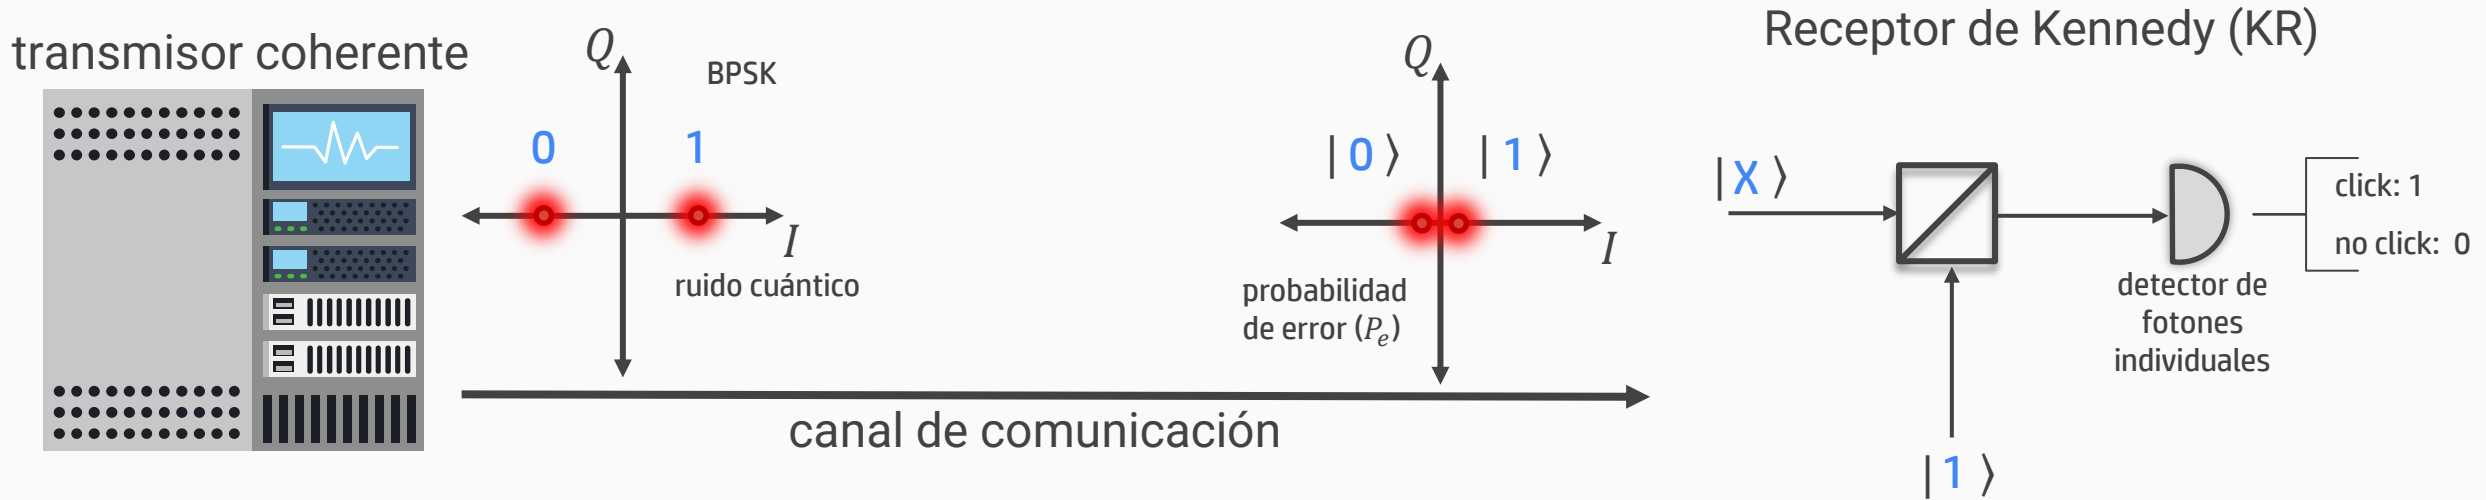 transmisor coherente
Q
BPSK
0
1
I
ruido cuántico
canal de comunicación
Q
| 0 ⟩
| 1 ⟩
I
probabilidad
de error (Pₑ)
Receptor de Kennedy (KR)
| X ⟩
| 1 ⟩
detector de
fotones
individuales
click: 1
no click: 0